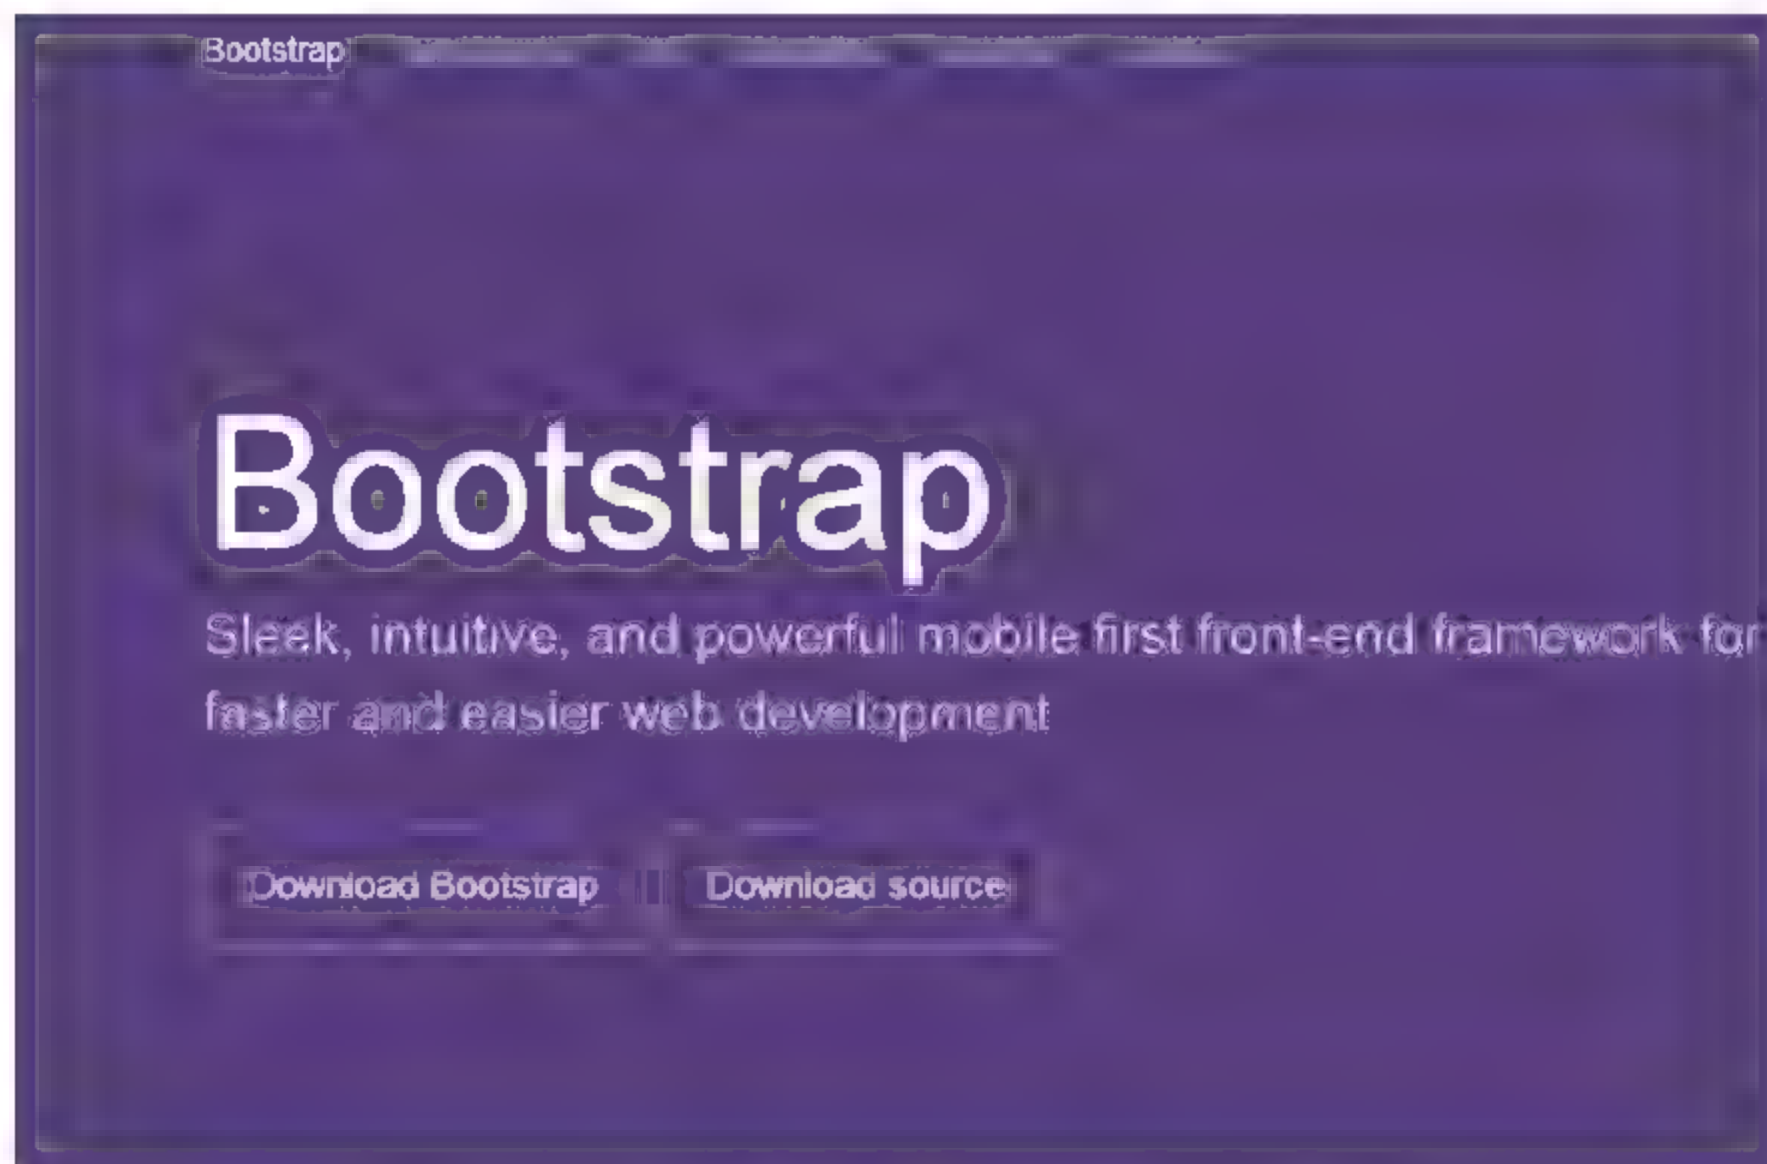 Bootstrap
Bootstrap
Sleek, intuitive, and powerful mobile first front-end framework for
faster and easier web development
Download Bootstrap
Download source